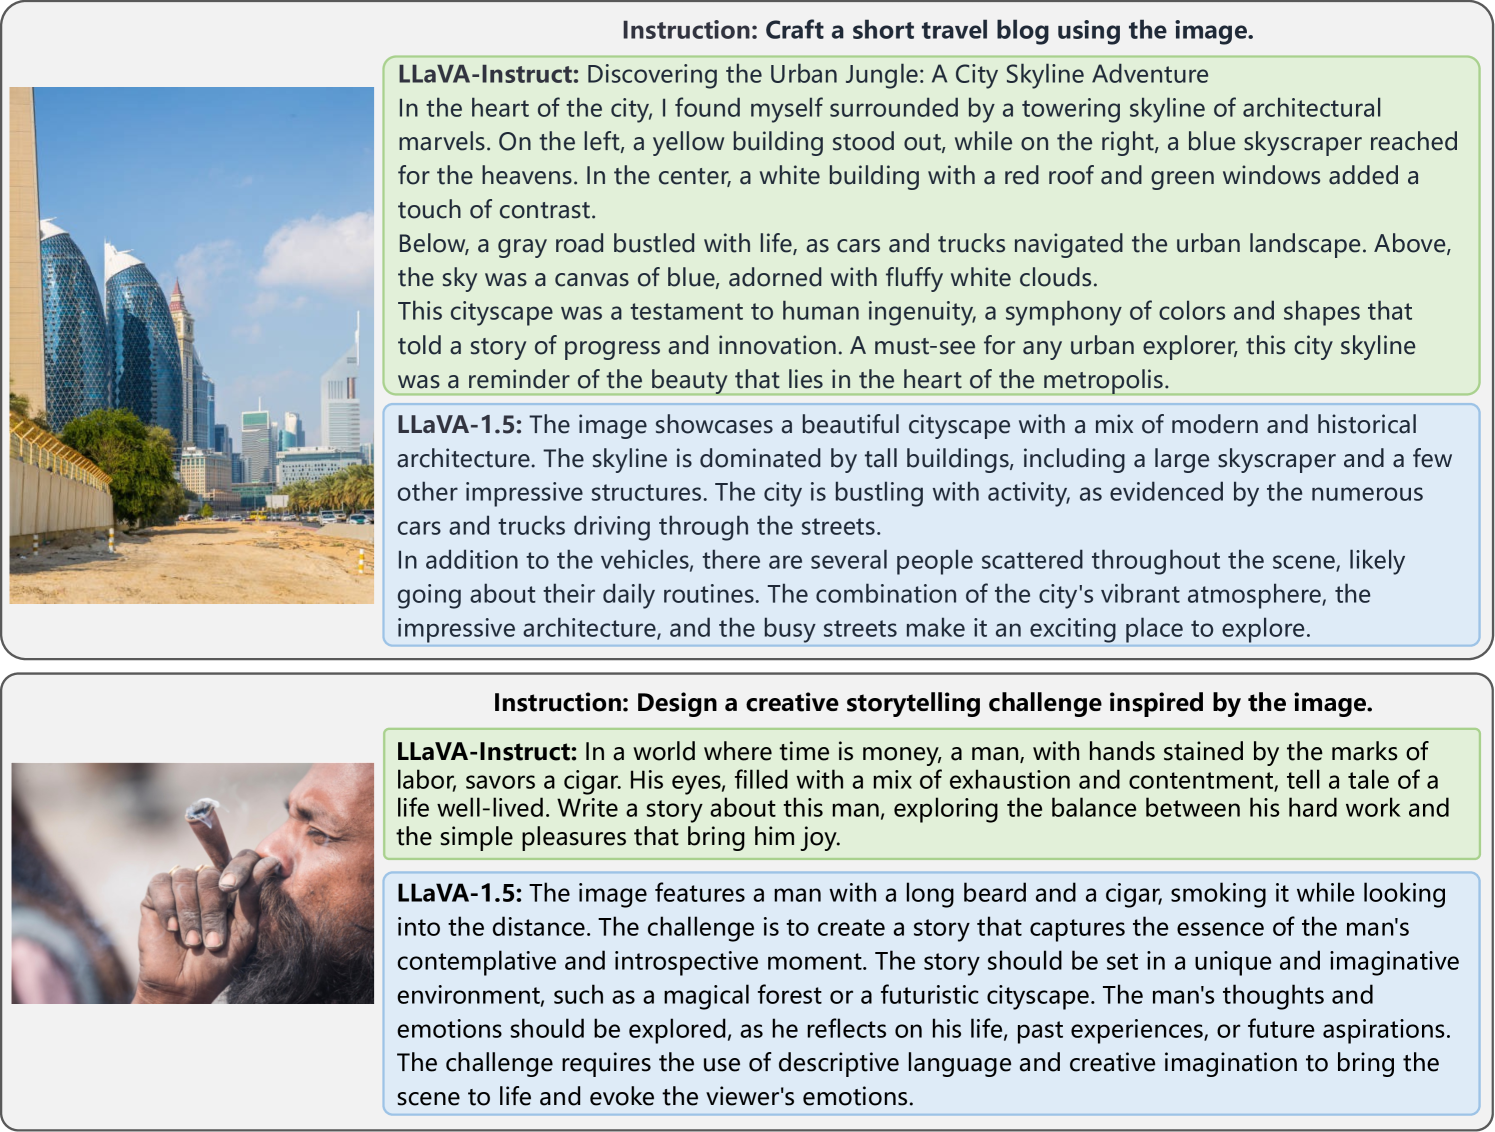 Instruction: Craft a short travel blog using the image.
LLaVA-Instruct: Discovering the Urban Jungle: A City Skyline Adventure
In the heart of the city, I found myself surrounded by a towering skyline of architectural
marvels. On the left, a yellow building stood out, while on the right, a blue skyscraper reached
for the heavens. In the center, a white building with a red roof and green windows added a
touch of contrast.
Below, a gray road bustled with life, as cars and trucks navigated the urban landscape. Above,
the sky was a canvas of blue, adorned with fluffy white clouds.
This cityscape was a testament to human ingenuity, a symphony of colors and shapes that
told a story of progress and innovation. A must-see for any urban explorer, this city skyline
was a reminder of the beauty that lies in the heart of the metropolis.
LLaVA-1.5: The image showcases a beautiful cityscape with a mix of modern and historical
architecture. The skyline is dominated by tall buildings, including a large skyscraper and a few
other impressive structures. The city is bustling with activity, as evidenced by the numerous
cars and trucks driving through the streets.
In addition to the vehicles, there are several people scattered throughout the scene, likely
going about their daily routines. The combination of the city's vibrant atmosphere, the
impressive architecture, and the busy streets make it an exciting place to explore.
Instruction: Design a creative storytelling challenge inspired by the image.
LLaVA-Instruct: In a world where time is money, a man, with hands stained by the marks of
labor, savors a cigar. His eyes, filled with a mix of exhaustion and contentment, tell a tale of a
life well-lived. Write a story about this man, exploring the balance between his hard work and
the simple pleasures that bring him joy.
LLaVA-1.5: The image features a man with a long beard and a cigar, smoking it while looking
into the distance. The challenge is to create a story that captures the essence of the man's
contemplative and introspective moment. The story should be set in a unique and imaginative
environment, such as a magical forest or a futuristic cityscape. The man's thoughts and
emotions should be explored, as he reflects on his life, past experiences, or future aspirations.
The challenge requires the use of descriptive language and creative imagination to bring the
scene to life and evoke the viewer's emotions.